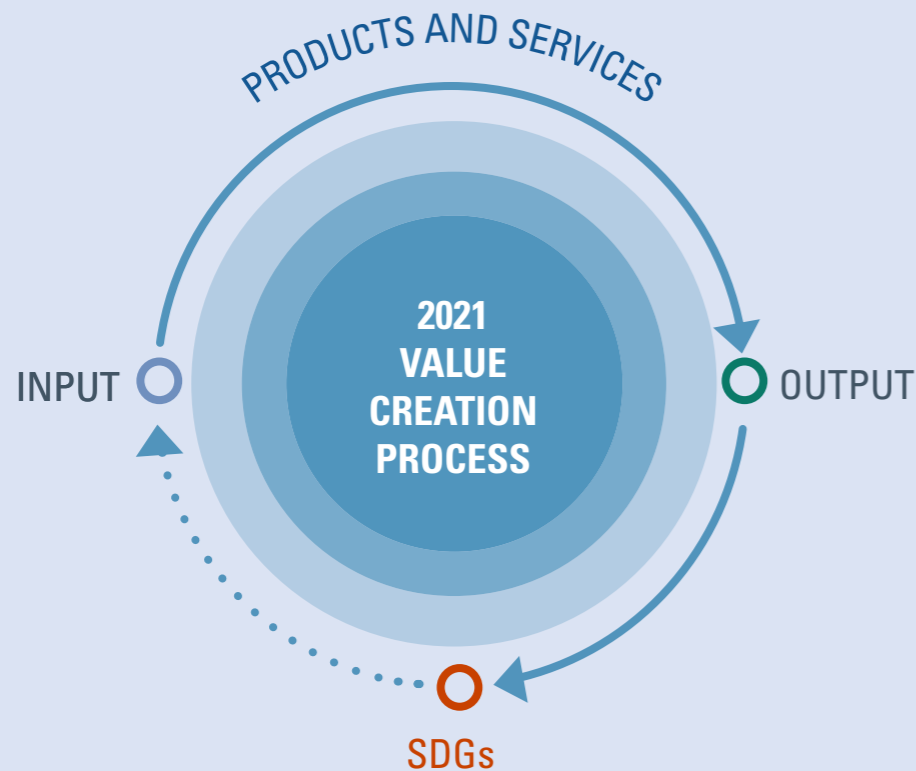 PRODUCTS AND SERVICES
2021
VALUE
CREATION
PROCESS
INPUT
OUTPUT
SDGs